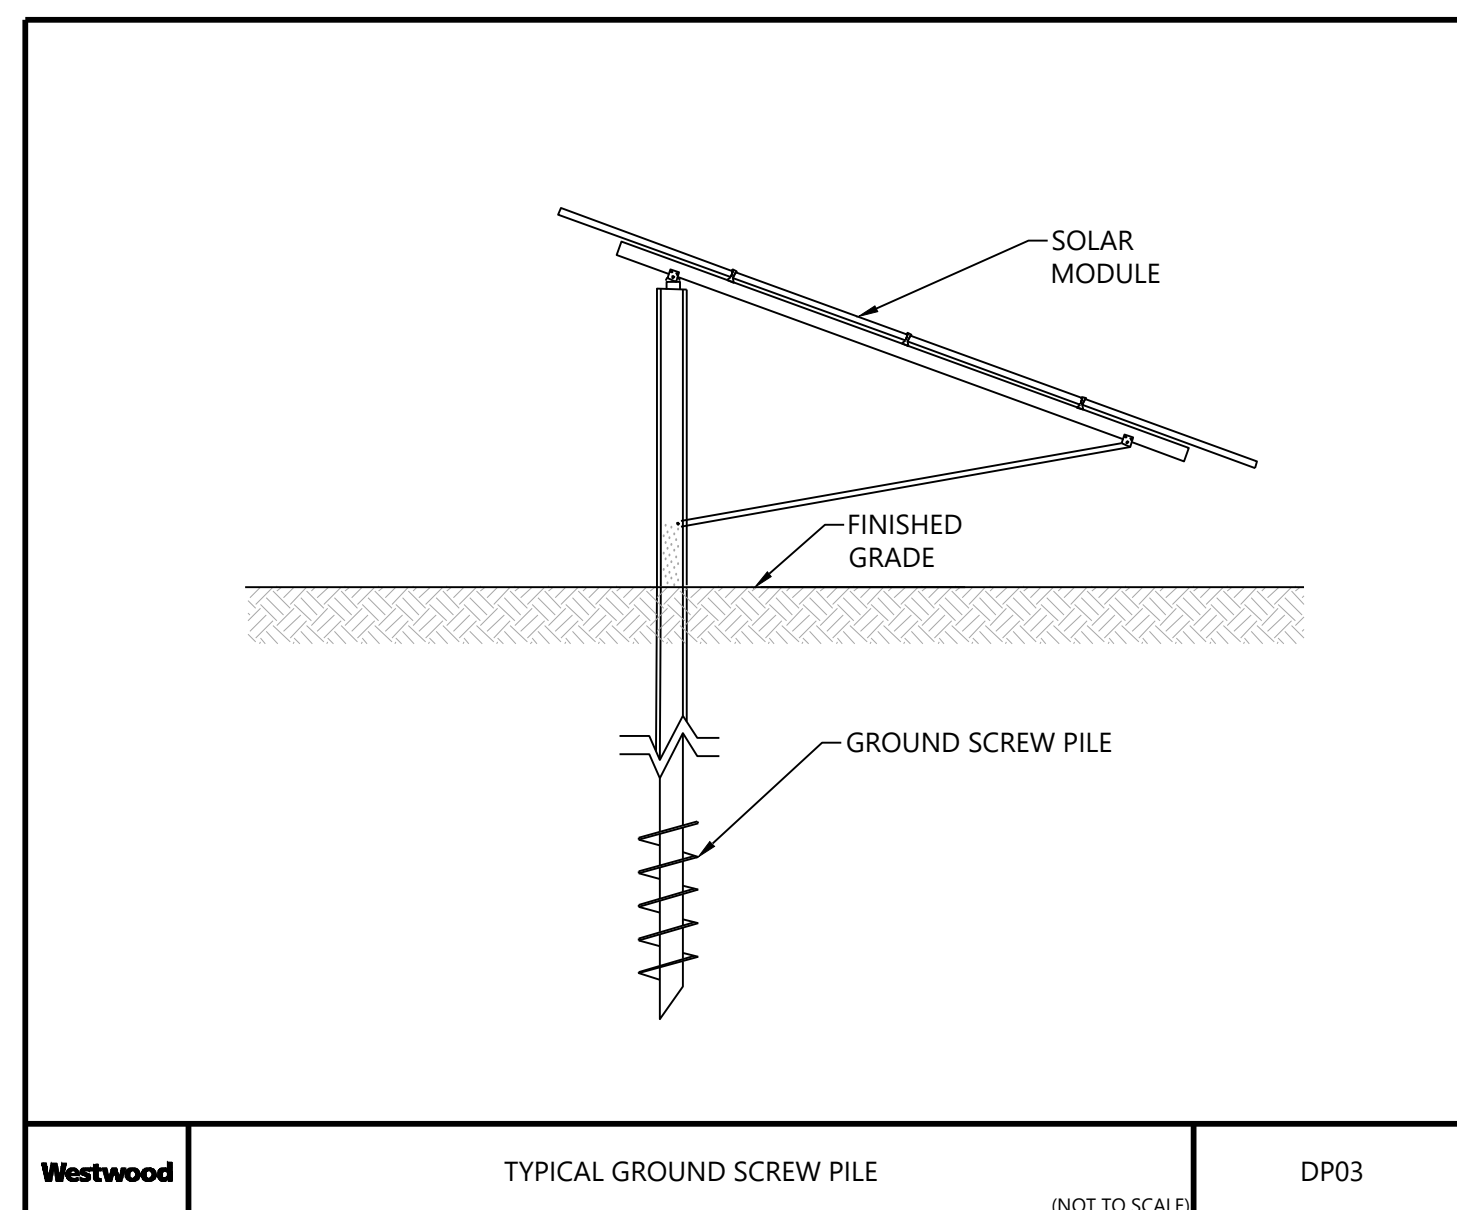 SOLAR
MODULE
FINISHED
GRADE
GROUND SCREW PILE
Westwood
TYPICAL GROUND SCREW PILE
(NOT TO SCALE)
DP03